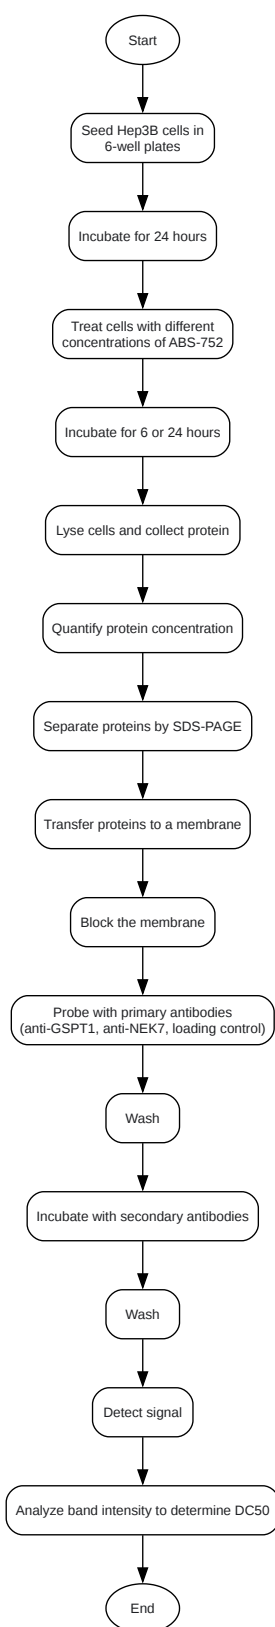 Start
Seed Hep3B cells in
6-well plates
Incubate for 24 hours
Treat cells with different
concentrations of ABS-752
Incubate for 6 or 24 hours
Lyse cells and collect protein
Quantify protein concentration
Separate proteins by SDS-PAGE
Transfer proteins to a membrane
Block the membrane
Probe with primary antibodies
(anti-GSPT1, anti-NEK7, loading control)
Wash
Incubate with secondary antibodies
Wash
Detect signal
Analyze band intensity to determine DC50
End